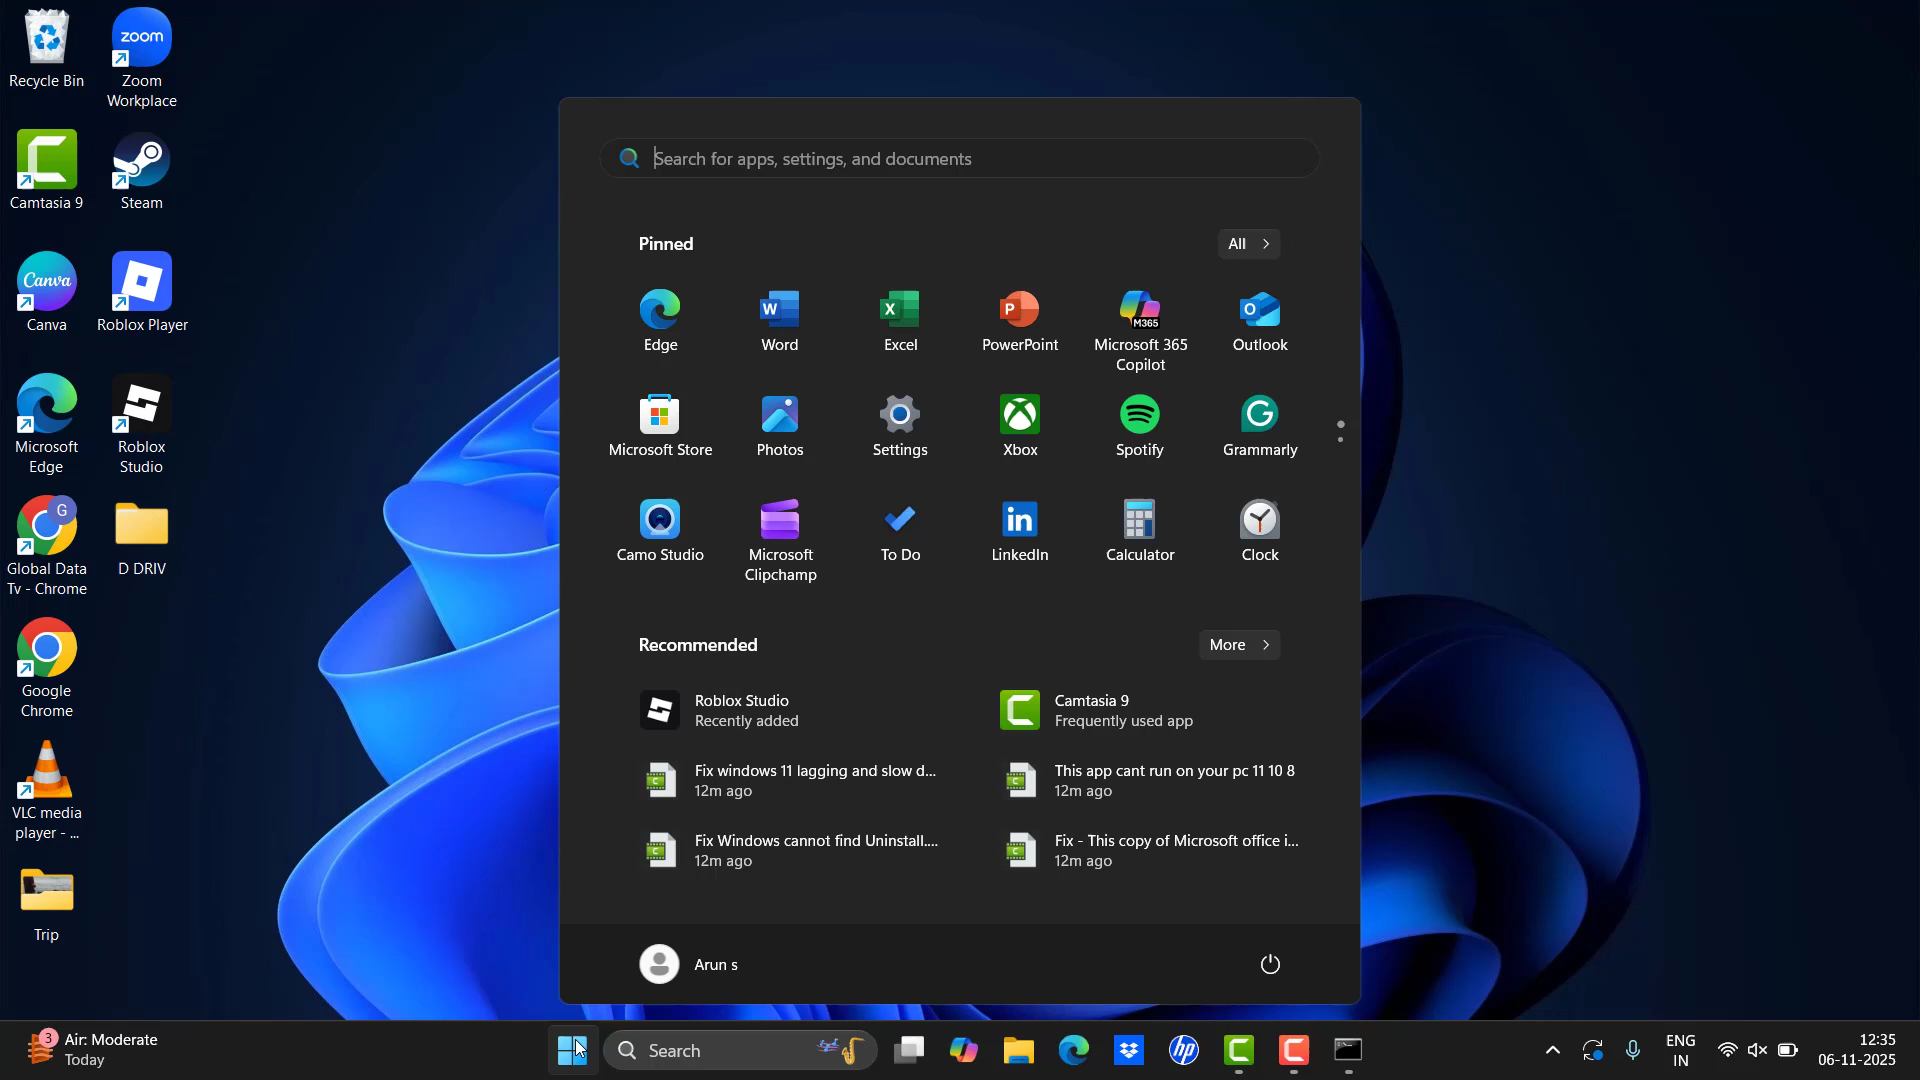 Recycle Bin
zoom
Zoom
Workplace
Camtasia 9
Steam
Canva
Canva
Roblox Player
Microsoft
Edge
Roblox
Studio
G
Global Data
Tv - Chrome
D DRIV
Google
Chrome
VLC media
player - ...
Trip
Search for apps, settings, and documents
Pinned
All
W
X
P
M365
O
Edge
Word
Excel
PowerPoint
Microsoft 365
Copilot
Outlook
Microsoft Store
Photos
Settings
Xbox
Spotify
Grammarly
in
Camo Studio
Microsoft
Clipchamp
To Do
LinkedIn
Calculator
Clock
Recommended
More
Roblox Studio
Recently added
Camtasia 9
Frequently used app
Fix windows 11 lagging and slow d...
12m ago
This app cant run on your pc 11 10 8
12m ago
Fix Windows cannot find Uninstall....
12m ago
Fix - This copy of Microsoft office i...
12m ago
Arun s
3
Air: Moderate
Today
Search
hp
ENG
IN
12:35
06-11-2025